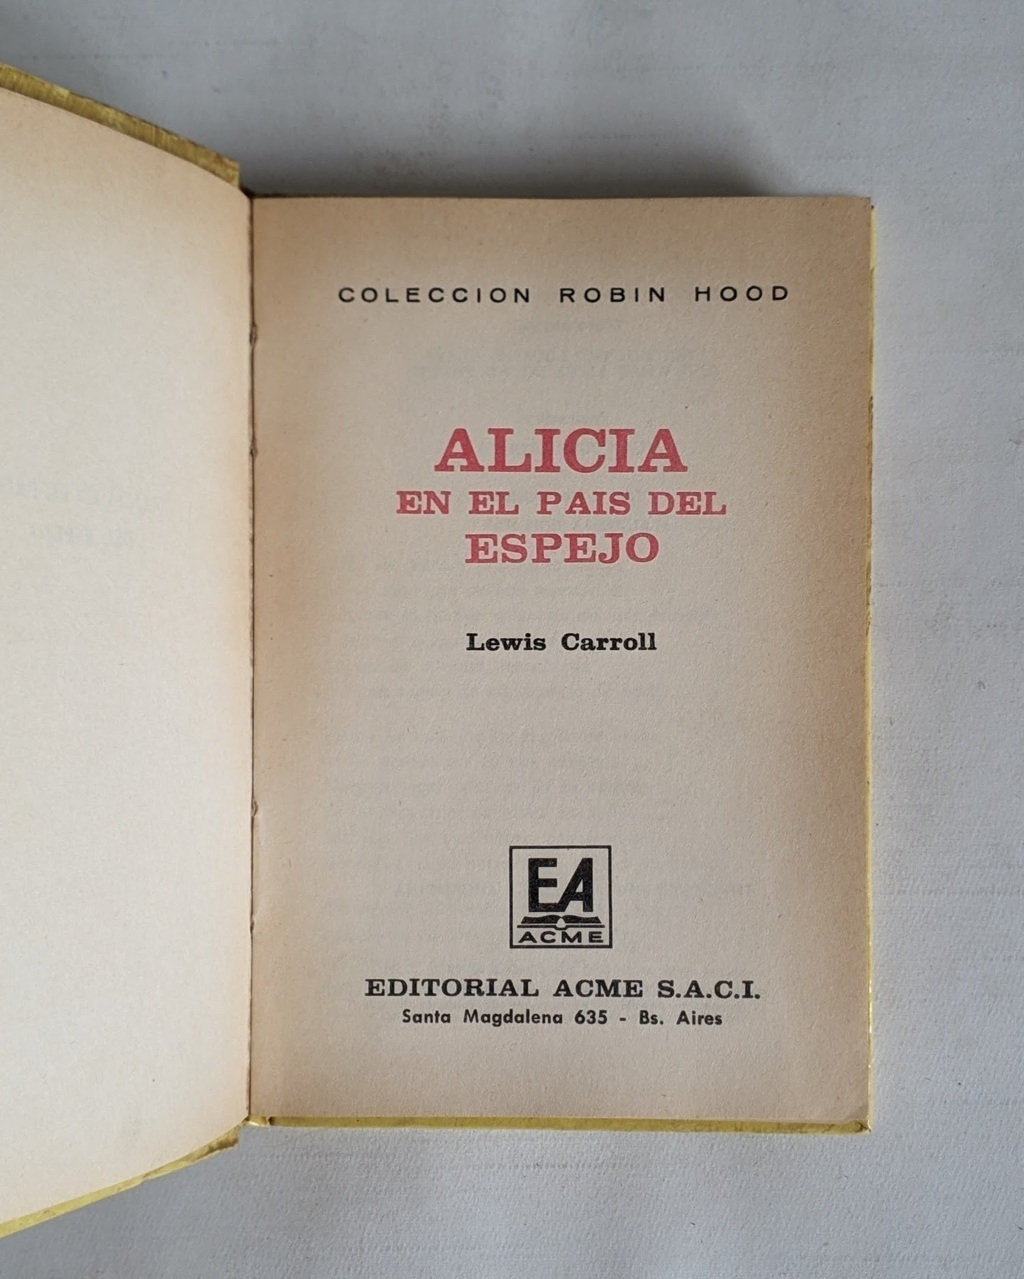 COLECCION ROBIN HOOD
ALICIA
EN EL PAIS DEL
ESPEJO
Lewis Carroll
EA
ACME
EDITORIAL ACME S.A.C.I.
Santa Magdalena 635 - Bs. Aires